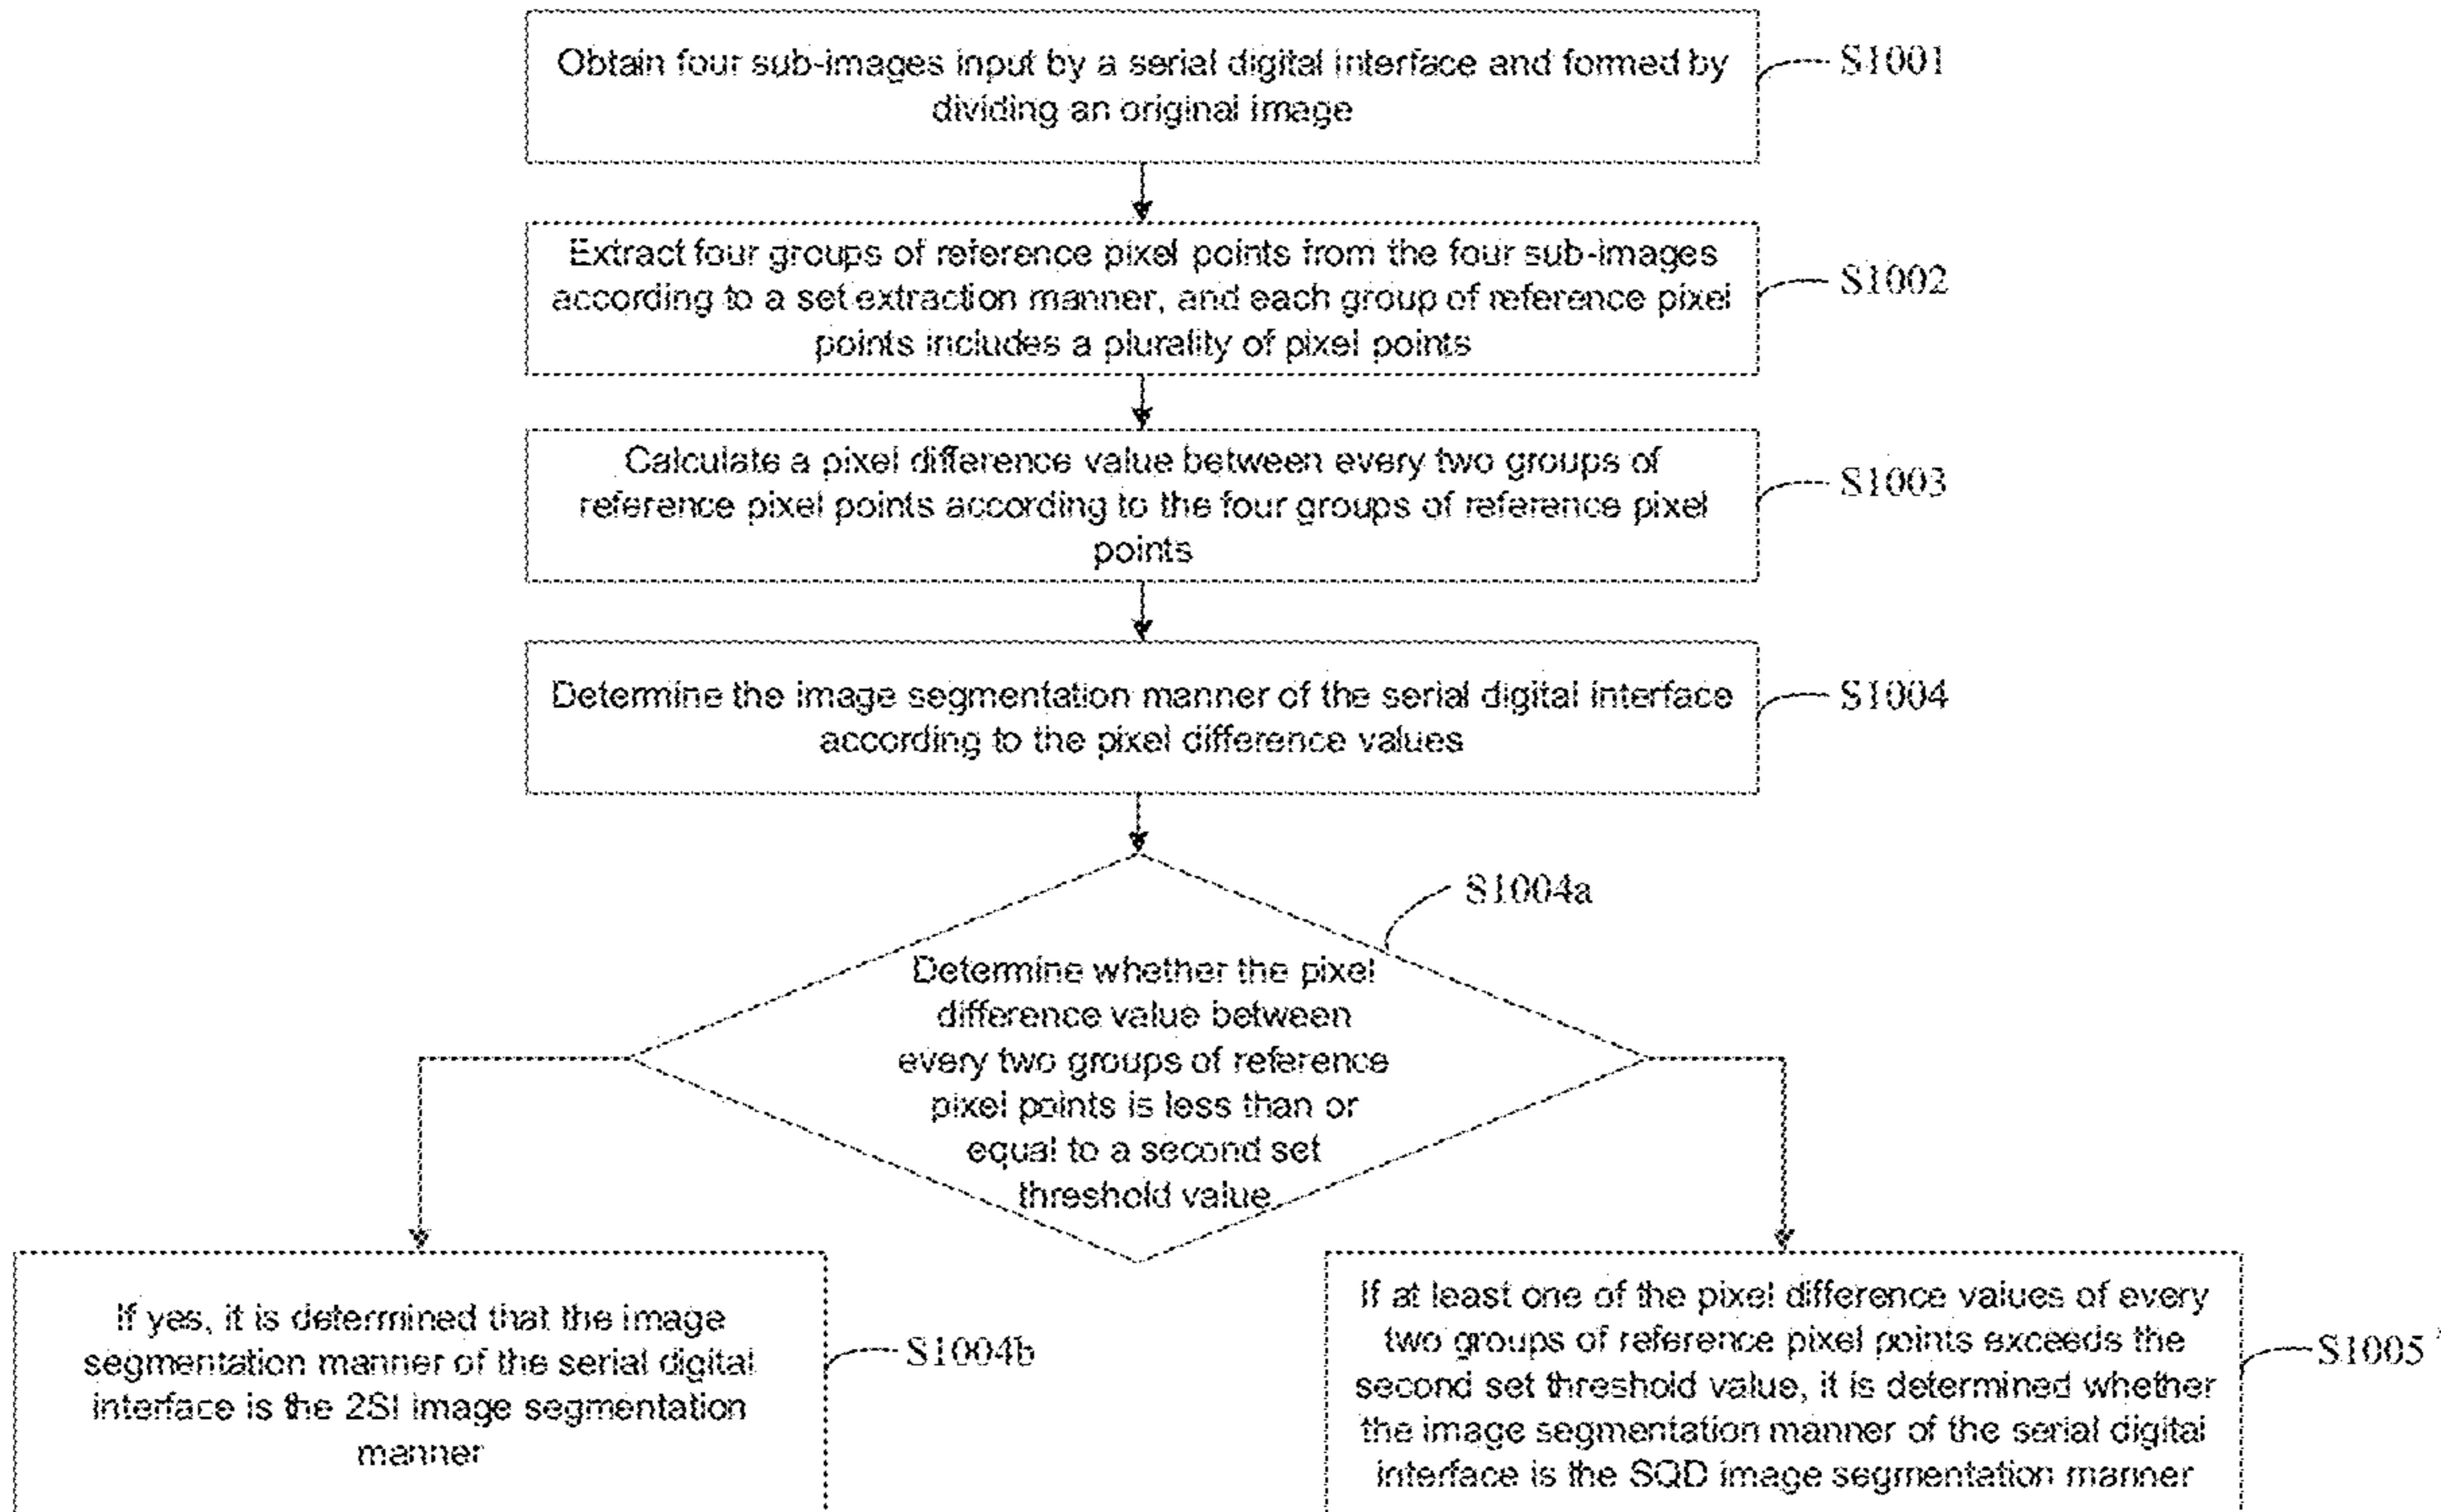 Obtain four sub-images input by a serial digital interface and formed by
dividing an original image
S1001
Extract four groups of reference pixel points from the four sub-images
according to a set extraction manner, and each group of reference pixel
points includes a plurality of pixel points
S1002
Calculate a pixel difference value between every two groups of
reference pixel points according to the four groups of reference pixel
points
S1003
Determine the image segmentation manner of the serial digital interface
according to the pixel difference values
S1004
S1004a
Determine whether the pixel
difference value between
every two groups of reference
pixel points is less than or
equal to a second set
threshold value
If yes, it is determined that the image
segmentation manner of the serial digital
interface is the 2SI image segmentation
manner
S1004b
If at least one of the pixel difference values of every
two groups of reference pixel points exceeds the
second set threshold value, it is determined whether
the image segmentation manner of the serial digital
interface is the SQD image segmentation manner
S1005